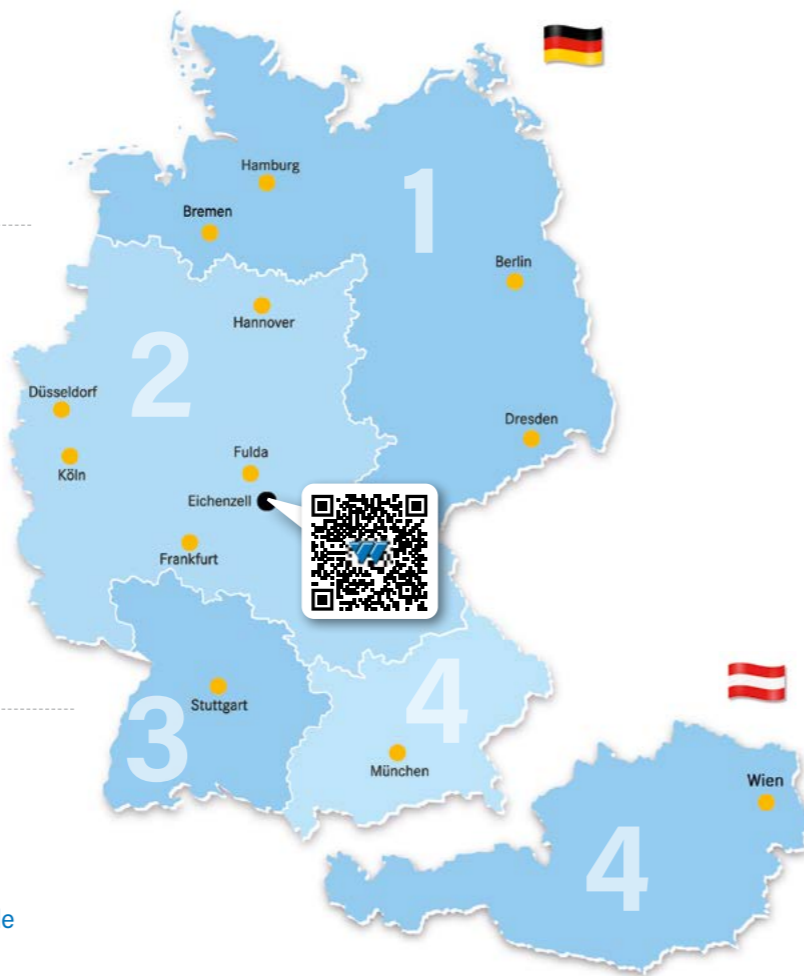 Hamburg
1
Bremen
Berlin
Hannover
2
Düsseldorf
Dresden
Fulda
Köln
Eichenzell
Frankfurt
4
Stuttgart
3
München
Wien
4
e